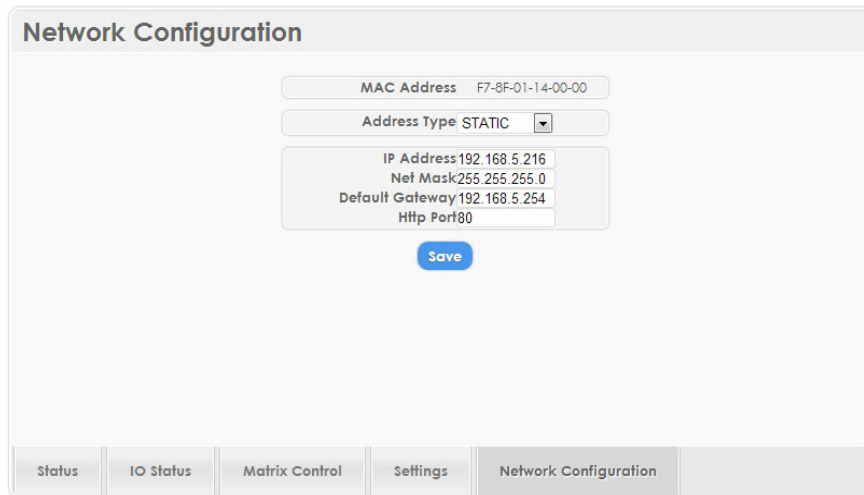 Network Configuration
MAC Address F7-8F-01-14-00-00
Address Type STATIC
IP Address 192.168.5.216
Net Mask 255.255.255.0
Default Gateway 192.168.5.254
Http Port 80
Save
Status IO Status Matrix Control Settings Network Configuration